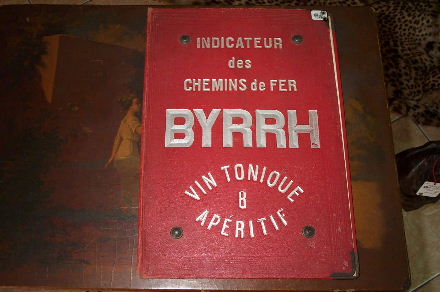 INDICATEUR
des
CHEMINS de FER
BYRRH
VIN TONIQUE
&
APÉRITIF